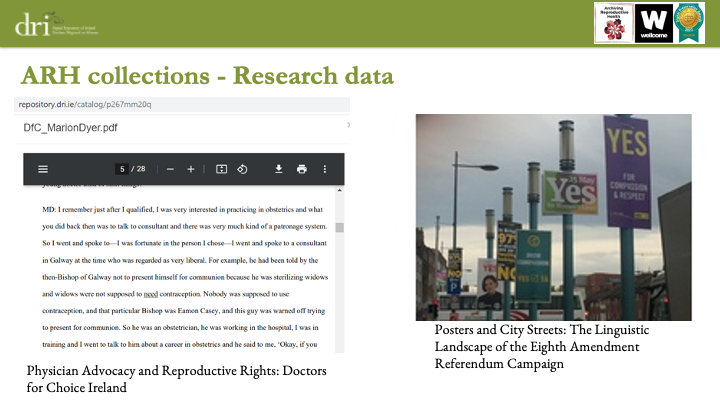 dri
Digital Repository of Ireland
Archiving
Reproductive
Health
W
wellcome
ARH collections - Research data
repository.dri.ie/catalog/p267mm20q
DfC_MarionDyer.pdf
5 / 28
MD: I remember just after I qualified, I was very interested in practicing in obstetrics and what
you did back then was to talk to consultant and there was very much kind of a patronage system.
So I went and spoke to—I was fortunate in the person I chose—I went and spoke to a consultant
in Galway at the time who was regarded as very liberal. For example, he had been told by the
then-Bishop of Galway not to present himself for communion because he was sterilizing widows
and widows were not supposed to need contraception. Nobody was supposed to use
contraception, and that particular Bishop was Eamon Casey, and this guy was warned off trying
to present for communion. So he was an obstetrician, he was working in the hospital, I was in
training and I went to talk to him about a career in obstetrics and he said to me, ‘Okay, if you
Physician Advocacy and Reproductive Rights: Doctors
for Choice Ireland
YES
FOR
COMPASSION
& RESPECT
25 May
Yes
97%
NO
YES
NO
Posters and City Streets: The Linguistic
Landscape of the Eighth Amendment
Referendum Campaign